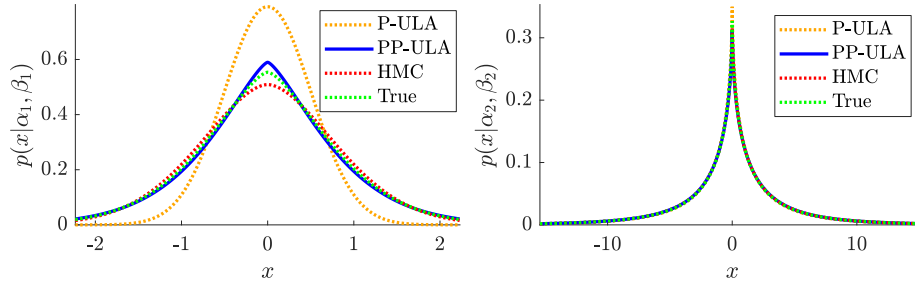 P-ULA
PP-ULA
HMC
True
0.6
0.4
0.2
0
-2
-1
0
1
2
x
p(x|α₁, β₁)
P-ULA
PP-ULA
HMC
True
0.3
0.2
0.1
0
-10
0
10
x
p(x|α₂, β₂)